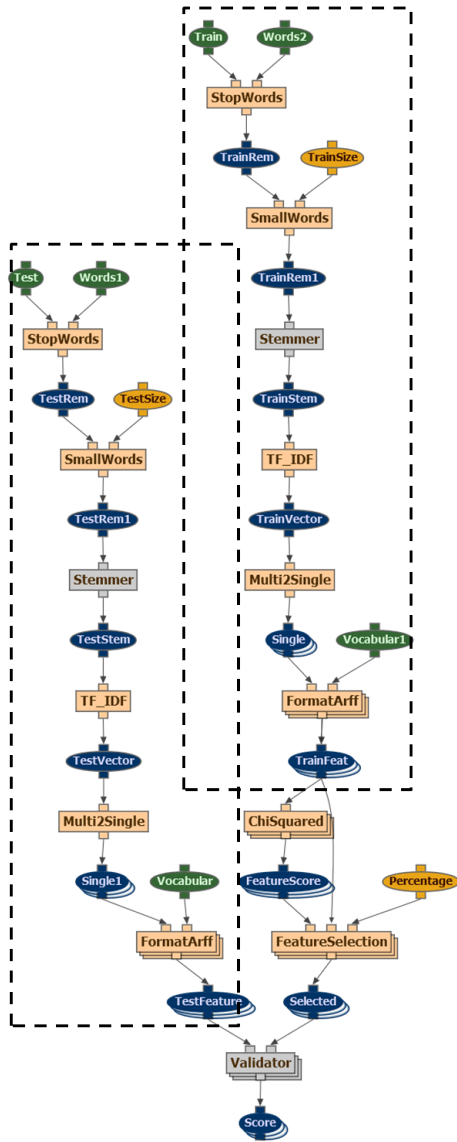 Train
Words2
StopWords
TrainRem
TrainSize
SmallWords
TrainRem1
Stemmer
TrainStem
TF_IDF
TrainVector
Multi2Single
Single
Vocabular1
FormatArff
TrainFeat
Test
Words1
StopWords
TestRem
TestSize
SmallWords
TestRem1
Stemmer
TestStem
TF_IDF
TestVector
Multi2Single
Single1
Vocabular
FormatArff
TestFeature
ChiSquared
FeatureScore
Percentage
FeatureSelection
Selected
Validator
Score